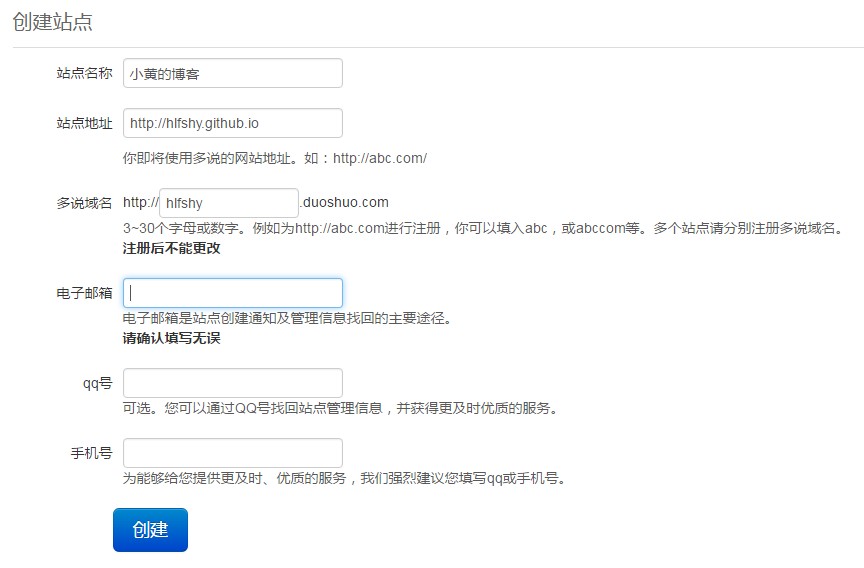 创建站点
站点名称 小黄的博客
站点地址 http://hlfshy.github.io
你即将使用多说的网站地址。如：http://abc.com/
多说域名 http://hlfshy.duoshuo.com
3~30个字母或数字。例如为http://abc.com进行注册，你可以填入abc，或abccom等。多个站点请分别注册多说域名。
注册后不能更改
电子邮箱
电子邮箱是站点创建通知及管理信息找回的主要途径。
请确认填写无误
qq号
可选。您可以通过QQ号找回站点管理信息，并获得更及时优质的服务。
手机号
为能够给您提供更及时、优质的服务，我们强烈建议您填写qq或手机号。
创建